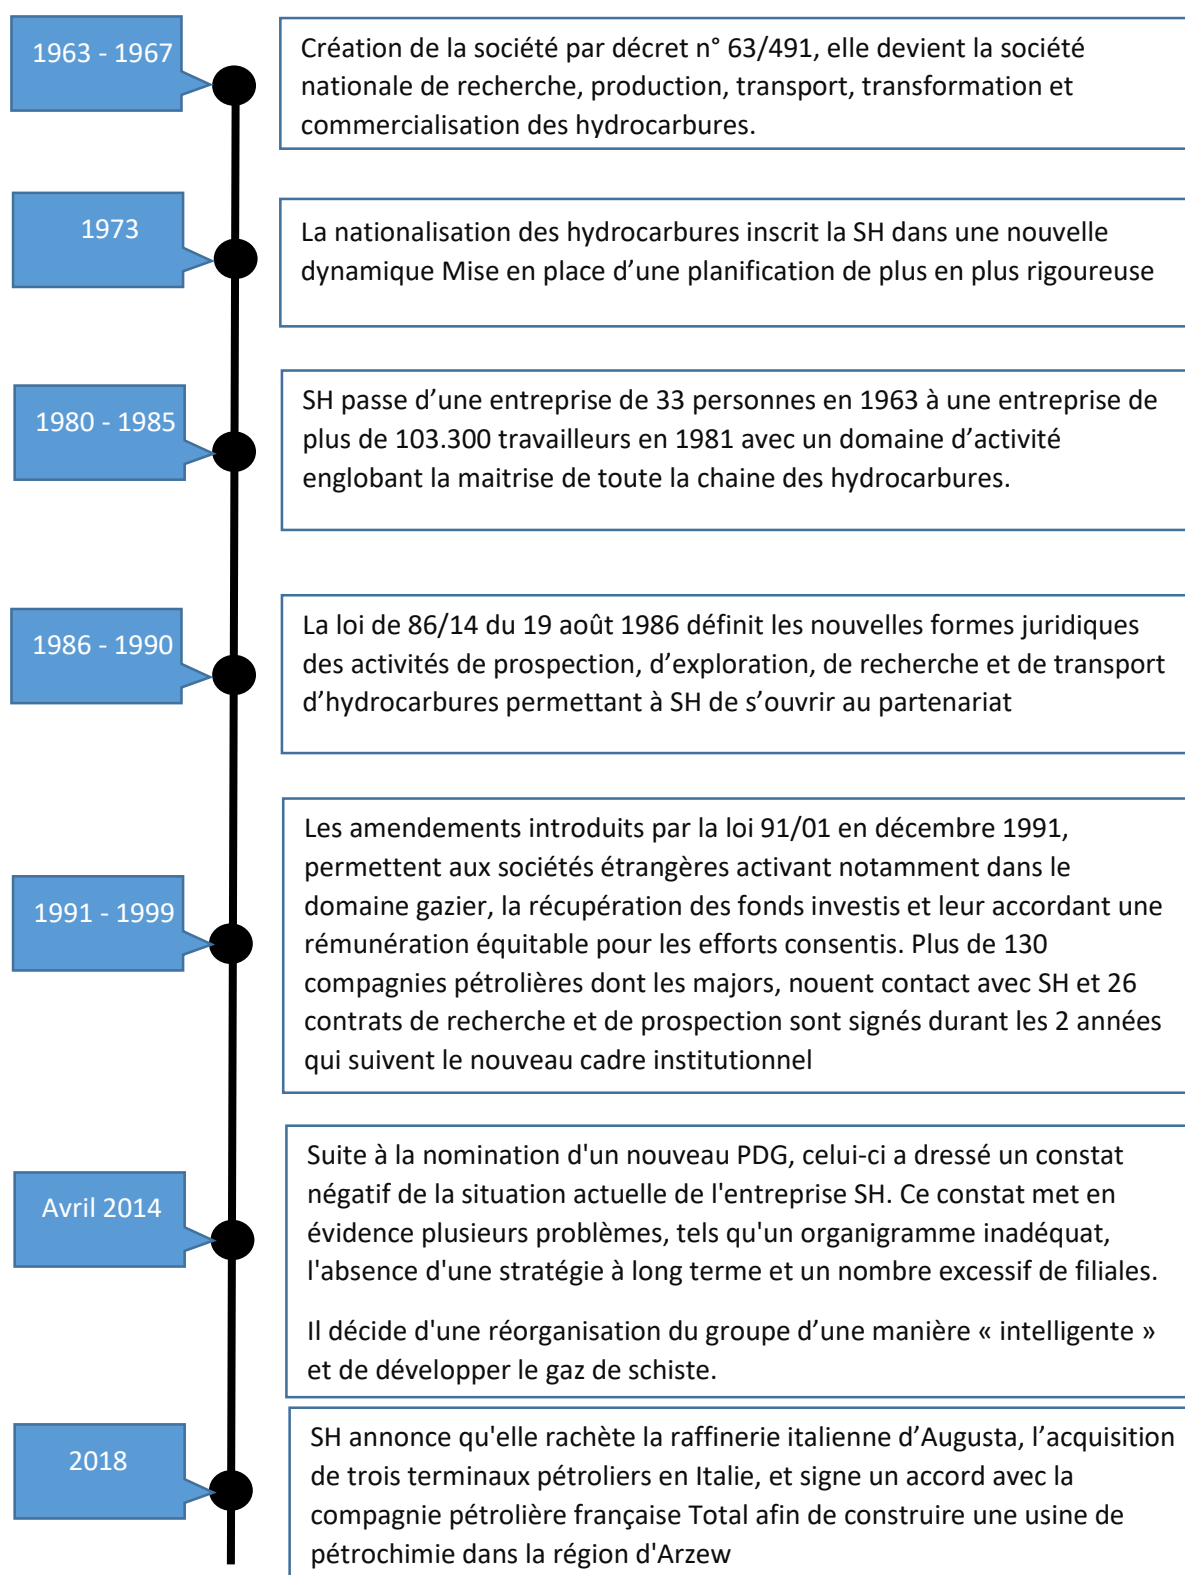 1963 - 1967
Création de la société par décret n° 63/491, elle devient la société
nationale de recherche, production, transport, transformation et
commercialisation des hydrocarbures.
1973
La nationalisation des hydrocarbures inscrit la SH dans une nouvelle
dynamique Mise en place d’une planification de plus en plus rigoureuse
1980 - 1985
SH passe d’une entreprise de 33 personnes en 1963 à une entreprise de
plus de 103.300 travailleurs en 1981 avec un domaine d’activité
englobant la maitrise de toute la chaine des hydrocarbures.
1986 - 1990
La loi de 86/14 du 19 août 1986 définit les nouvelles formes juridiques
des activités de prospection, d’exploration, de recherche et de transport
d’hydrocarbures permettant à SH de s’ouvrir au partenariat
1991 - 1999
Les amendements introduits par la loi 91/01 en décembre 1991,
permettent aux sociétés étrangères activant notamment dans le
domaine gazier, la récupération des fonds investis et leur accordant une
rémunération équitable pour les efforts consentis. Plus de 130
compagnies pétrolières dont les majors, nouent contact avec SH et 26
contrats de recherche et de prospection sont signés durant les 2 années
qui suivent le nouveau cadre institutionnel
Avril 2014
Suite à la nomination d'un nouveau PDG, celui-ci a dressé un constat
négatif de la situation actuelle de l'entreprise SH. Ce constat met en
évidence plusieurs problèmes, tels qu'un organigramme inadéquat,
l'absence d'une stratégie à long terme et un nombre excessif de filiales.
Il décide d'une réorganisation du groupe d’une manière « intelligente »
et de développer le gaz de schiste.
2018
SH annonce qu'elle rachète la raffinerie italienne d’Augusta, l’acquisition
de trois terminaux pétroliers en Italie, et signe un accord avec la
compagnie pétrolière française Total afin de construire une usine de
pétrochimie dans la région d'Arzew